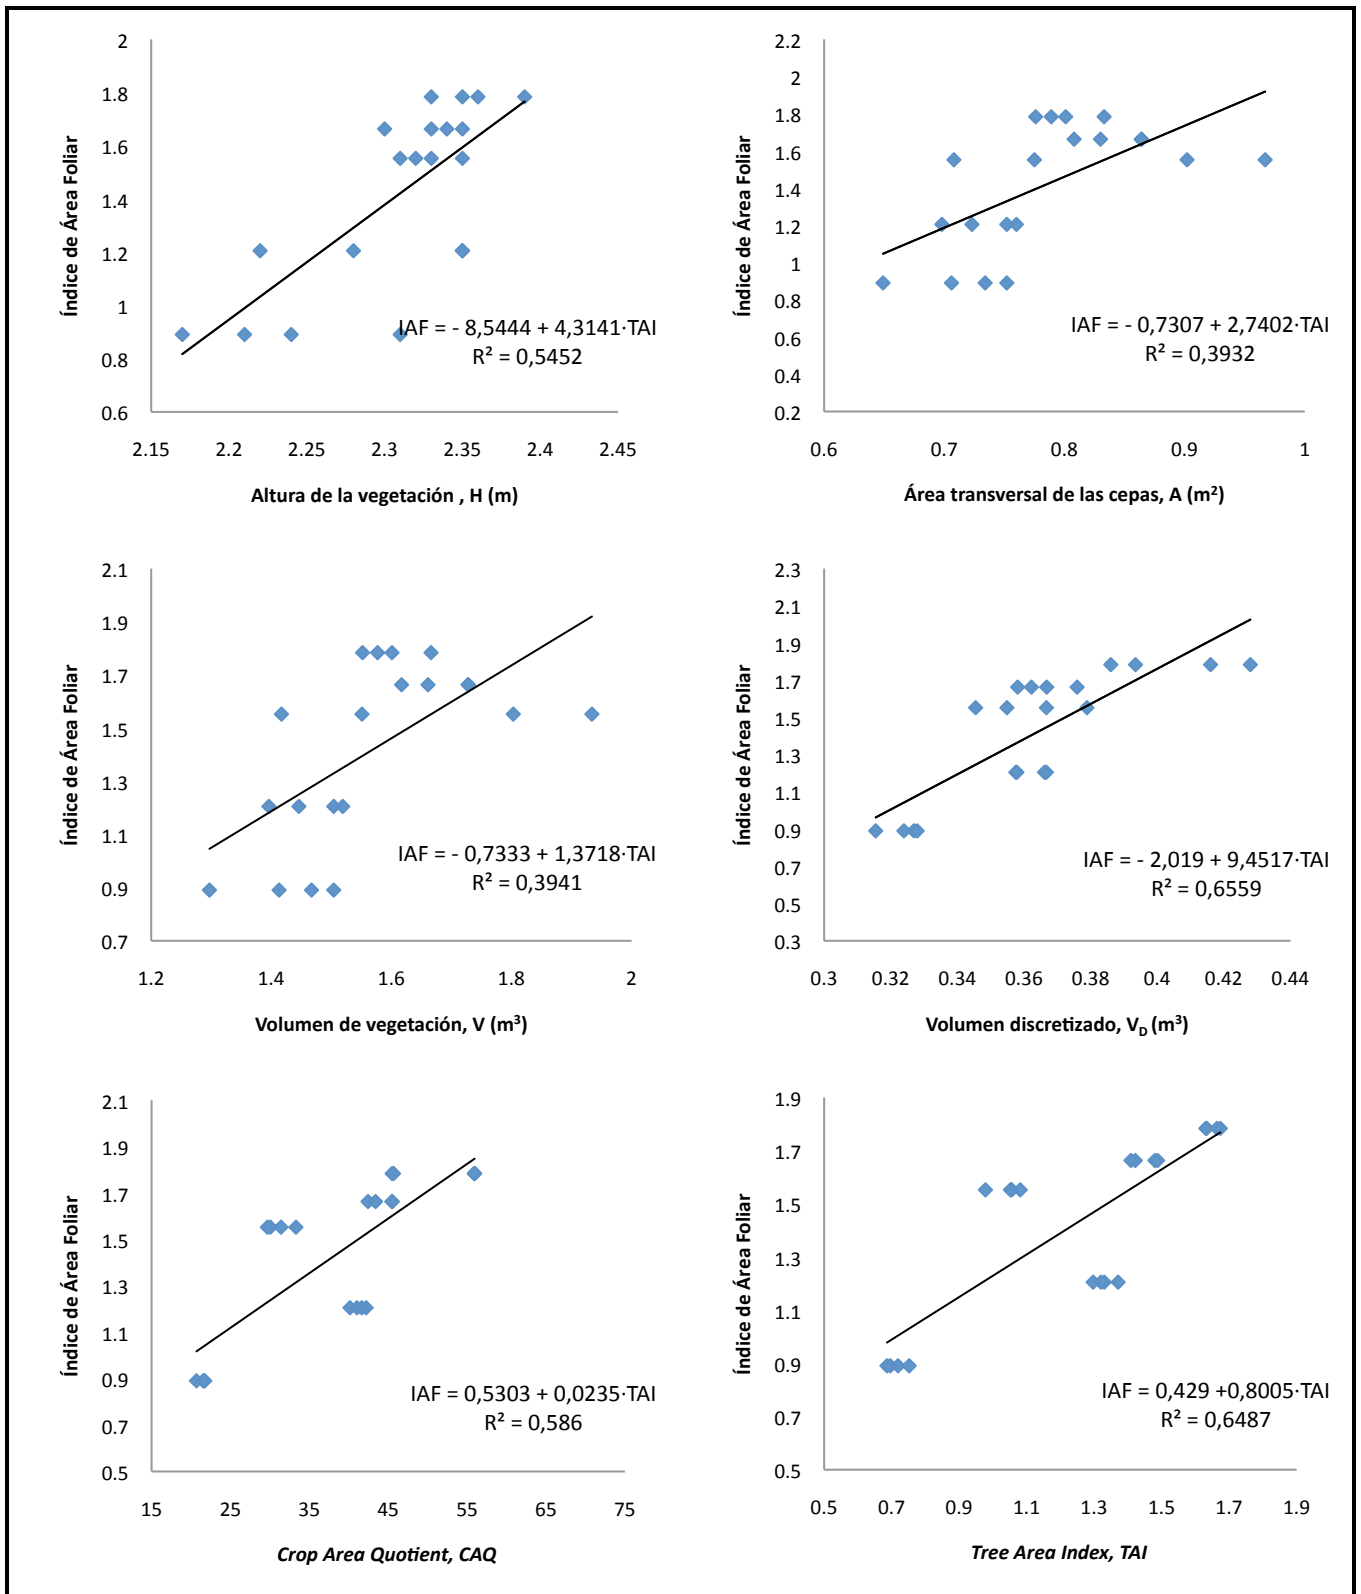 Índice de Área Foliar
2
1.8
1.6
1.4
1.2
1
0.8
0.6
IAF = - 8,5444 + 4,3141·TAI
R² = 0,5452
2.15 2.2 2.25 2.3 2.35 2.4 2.45
Altura de la vegetación , H (m)
Índice de Área Foliar
2.2
2
1.8
1.6
1.4
1.2
1
0.8
0.6
0.4
0.2
IAF = - 0,7307 + 2,7402·TAI
R² = 0,3932
0.6 0.7 0.8 0.9 1
Área transversal de las cepas, A (m²)
Índice de Área Foliar
2.1
1.9
1.7
1.5
1.3
1.1
0.9
0.7
IAF = - 0,7333 + 1,3718·TAI
R² = 0,3941
1.2 1.4 1.6 1.8 2
Volumen de vegetación, V (m³)
Índice de Área Foliar
2.3
2.1
1.9
1.7
1.5
1.3
1.1
0.9
0.7
0.5
0.3
IAF = - 2,019 + 9,4517·TAI
R² = 0,6559
0.3 0.32 0.34 0.36 0.38 0.4 0.42 0.44
Volumen discretizado, V_D (m³)
Índice de Área Foliar
2.1
1.9
1.7
1.5
1.3
1.1
0.9
0.7
0.5
IAF = 0,5303 + 0,0235·TAI
R² = 0,586
15 25 35 45 55 65 75
Crop Area Quotient, CAQ
Índice de Área Foliar
1.9
1.7
1.5
1.3
1.1
0.9
0.7
0.5
IAF = 0,429 +0,8005·TAI
R² = 0,6487
0.5 0.7 0.9 1.1 1.3 1.5 1.7 1.9
Tree Area Index, TAI